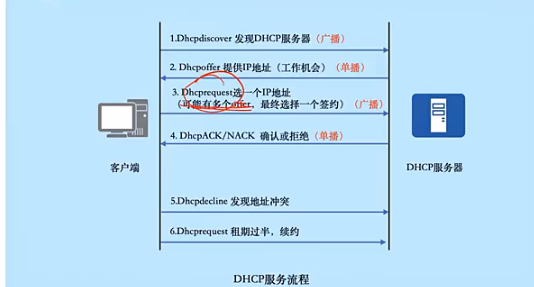 1.Dhcpdiscover 发现DHCP服务器（广播）
2. Dhcpoffer 提供IP地址（工作机会）（单播）
3. Dhcprequest选一个IP地址
（可能有多个offer，最终选择一个签约）（广播）
4. DhcpACK/NACK 确认或拒绝（单播）
客户端
DHCP服务器
5.Dhcpdecline 发现地址冲突
6.Dhcprequest 租期过半，续约
DHCP服务流程